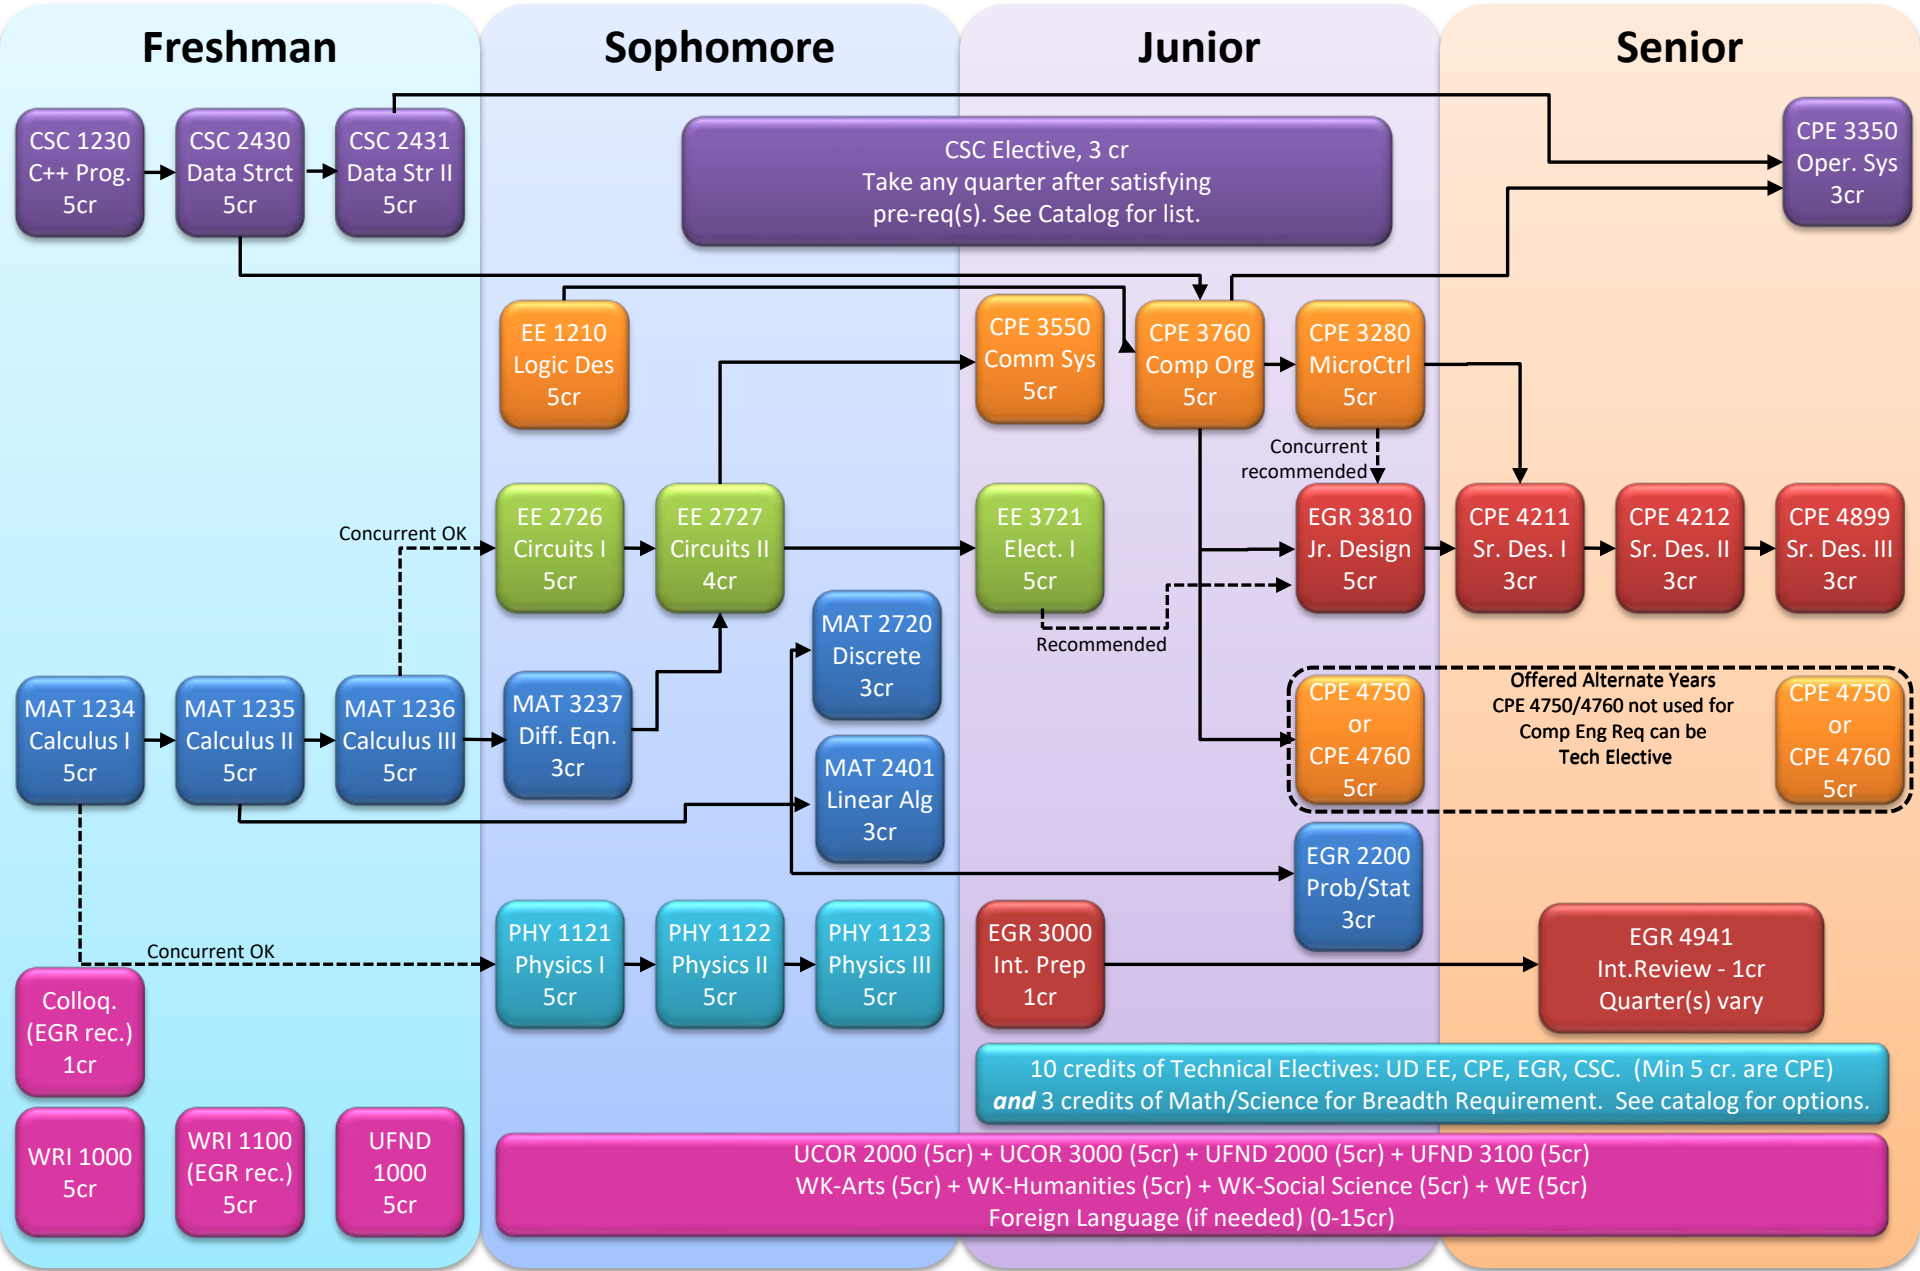 Freshman
Sophomore
Junior
Senior
CSC 1230
C++ Prog.
5cr
CSC 2430
Data Strct
5cr
CSC 2431
Data Str II
5cr
CSC Elective, 3 cr
Take any quarter after satisfying
pre-req(s). See Catalog for list.
CPE 3350
Oper. Sys
3cr
EE 1210
Logic Des
5cr
CPE 3550
Comm Sys
5cr
CPE 3760
Comp Org
5cr
CPE 3280
MicroCtrl
5cr
Concurrent
recommended
Concurrent OK
EE 2726
Circuits I
5cr
EE 2727
Circuits II
4cr
EE 3721
Elect. I
5cr
EGR 3810
Jr. Design
5cr
CPE 4211
Sr. Des. I
3cr
CPE 4212
Sr. Des. II
3cr
CPE 4899
Sr. Des. III
3cr
Recommended
MAT 2720
Discrete
3cr
MAT 1234
Calculus I
5cr
MAT 1235
Calculus II
5cr
MAT 1236
Calculus III
5cr
MAT 3237
Diff. Eqn.
3cr
MAT 2401
Linear Alg
3cr
CPE 4750
or
CPE 4760
5cr
Offered Alternate Years
CPE 4750/4760 not used for
Comp Eng Req can be
Tech Elective
CPE 4750
or
CPE 4760
5cr
EGR 2200
Prob/Stat
3cr
Concurrent OK
PHY 1121
Physics I
5cr
PHY 1122
Physics II
5cr
PHY 1123
Physics III
5cr
EGR 3000
Int. Prep
1cr
EGR 4941
Int.Review - 1cr
Quarter(s) vary
Colloq.
(EGR rec.)
1cr
10 credits of Technical Electives: UD EE, CPE, EGR, CSC. (Min 5 cr. are CPE)
and 3 credits of Math/Science for Breadth Requirement. See catalog for options.
WRI 1000
5cr
WRI 1100
(EGR rec.)
5cr
UFND
1000
5cr
UCOR 2000 (5cr) + UCOR 3000 (5cr) + UFND 2000 (5cr) + UFND 3100 (5cr)
WK-Arts (5cr) + WK-Humanities (5cr) + WK-Social Science (5cr) + WE (5cr)
Foreign Language (if needed) (0-15cr)